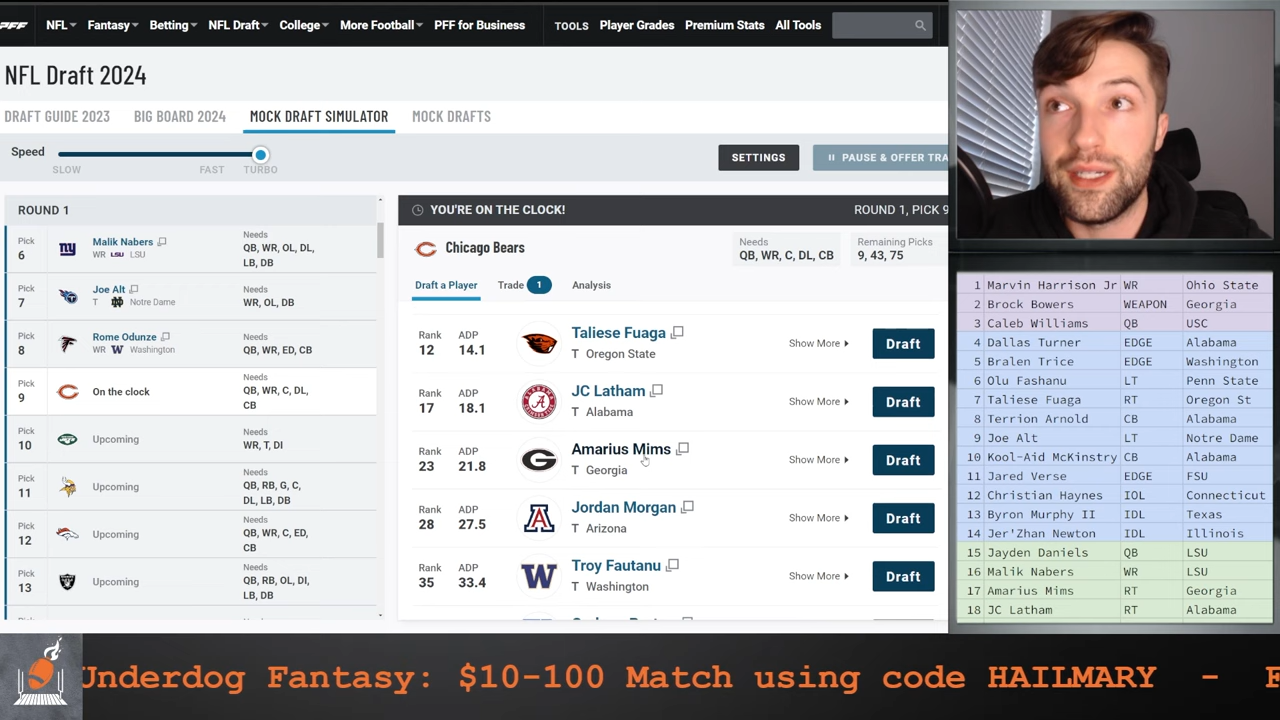 PFF NFL Fantasy Betting NFL Draft College More Football PFF for Business TOOLS Player Grades Premium Stats All Tools
NFL Draft 2024
DRAFT GUIDE 2023 BIG BOARD 2024 MOCK DRAFT SIMULATOR MOCK DRAFTS
Speed
SLOW FAST TURBO
SETTINGS
PAUSE & OFFER TRA
ROUND 1
Pick 6
Malik Nabers
WR LSU LSU
Needs
QB, WR, OL, DL,
LB, DB
Pick 7
Joe Alt
T Notre Dame
Needs
WR, OL, DB
Pick 8
Rome Odunze
WR W Washington
Needs
QB, WR, ED, CB
Pick 9
On the clock
Needs
QB, WR, C, DL,
CB
Pick 10
Upcoming
Needs
WR, T, DI
Pick 11
Upcoming
Needs
QB, RB, G, C,
DL, LB, DB
Pick 12
Upcoming
Needs
QB, WR, C, ED,
CB
Pick 13
Upcoming
Needs
QB, RB, OL, DI,
LB, DB
YOU'RE ON THE CLOCK!
ROUND 1, PICK 9
Chicago Bears
Needs
QB, WR, C, DL, CB
Remaining Picks
9, 43, 75
Draft a Player Trade 1 Analysis
Rank 12 ADP 14.1
Taliese Fuaga
T Oregon State
Show More
Draft
Rank 17 ADP 18.1
JC Latham
T Alabama
Show More
Draft
Rank 23 ADP 21.8
G
Amarius Mims
T Georgia
Show More
Draft
Rank 28 ADP 27.5
A
Jordan Morgan
T Arizona
Show More
Draft
Rank 35 ADP 33.4
W
Troy Fautanu
T Washington
Show More
Draft
1 Marvin Harrison Jr WR Ohio State
2 Brock Bowers WEAPON Georgia
3 Caleb Williams QB USC
4 Dallas Turner EDGE Alabama
5 Bralen Trice EDGE Washington
6 Olu Fashanu LT Penn State
7 Taliese Fuaga RT Oregon St
8 Terrion Arnold CB Alabama
9 Joe Alt LT Notre Dame
10 Kool-Aid McKinstry CB Alabama
11 Jared Verse EDGE FSU
12 Christian Haynes IOL Connecticut
13 Byron Murphy II IDL Texas
14 Jer'Zhan Newton IDL Illinois
15 Jayden Daniels QB LSU
16 Malik Nabers WR LSU
17 Amarius Mims RT Georgia
18 JC Latham RT Alabama
Underdog Fantasy: $10-100 Match using code HAILMARY -